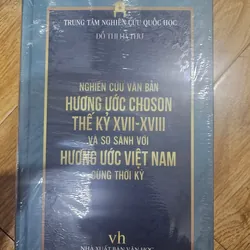 TRUNG TÂM NGHIÊN CỨU QUỐC HỌC
ĐỖ THỊ HÀ THƠ
NGHIÊN CỨU VĂN BẢN
HƯƠNG ƯỚC CHOSON
THẾ KỶ XVII-XVIII
VÀ SO SÁNH VỚI
HƯƠNG ƯỚC VIỆT NAM
CÙNG THỜI KỲ
vh
NHÀ XUẤT BẢN VĂN HỌC